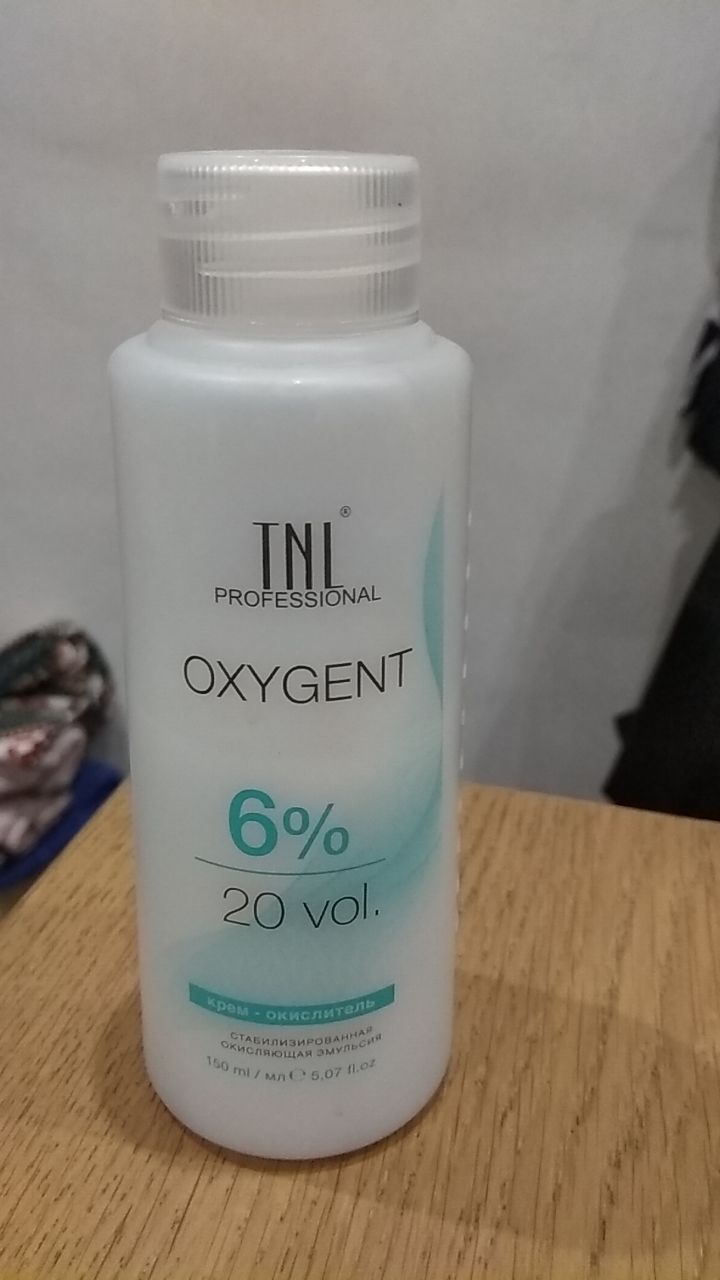 TNL®
PROFESSIONAL
OXYGENT
6%
20 vol.
крем - окислитель
СТАБИЛИЗИРОВАННАЯ
ОКИСЛЯЮЩАЯ ЭМУЛЬСИЯ
150 ml / мл ℮ 5,07 fl.oz